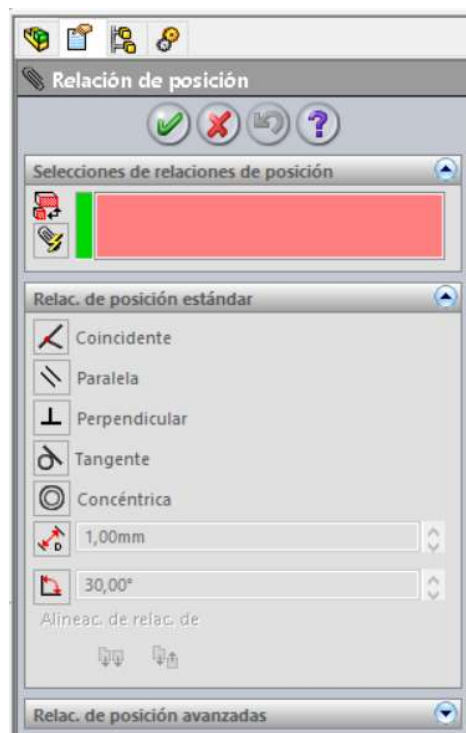 Relación de posición
Selecciones de relaciones de posición
Relac. de posición estándar
Coincidente
Paralela
Perpendicular
Tangente
Concéntrica
1,00mm
30,00°
Alineac. de relac. de
Relac. de posición avanzadas